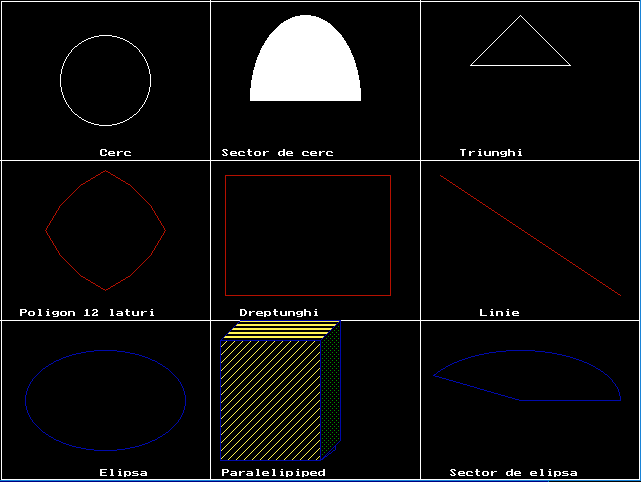 Cerc
Sector de cerc
Triunghi
Poligon 12 laturi
Dreptunghi
Linie
Elipsa
Paralelipiped
Sector de elipsa